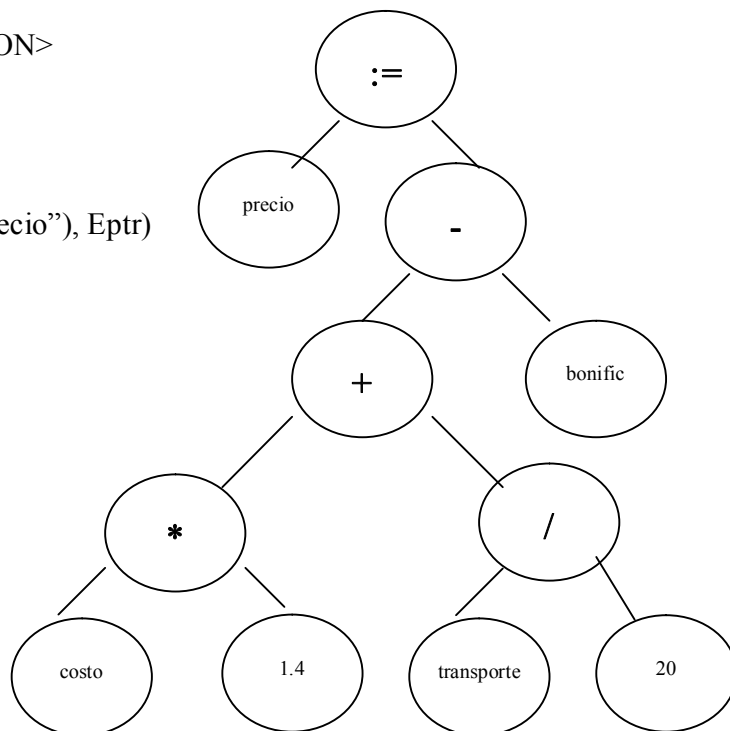 ON>
:=
precio
-
ecio”), Eptr)
+
bonific
*
/
costo
1.4
transporte
20